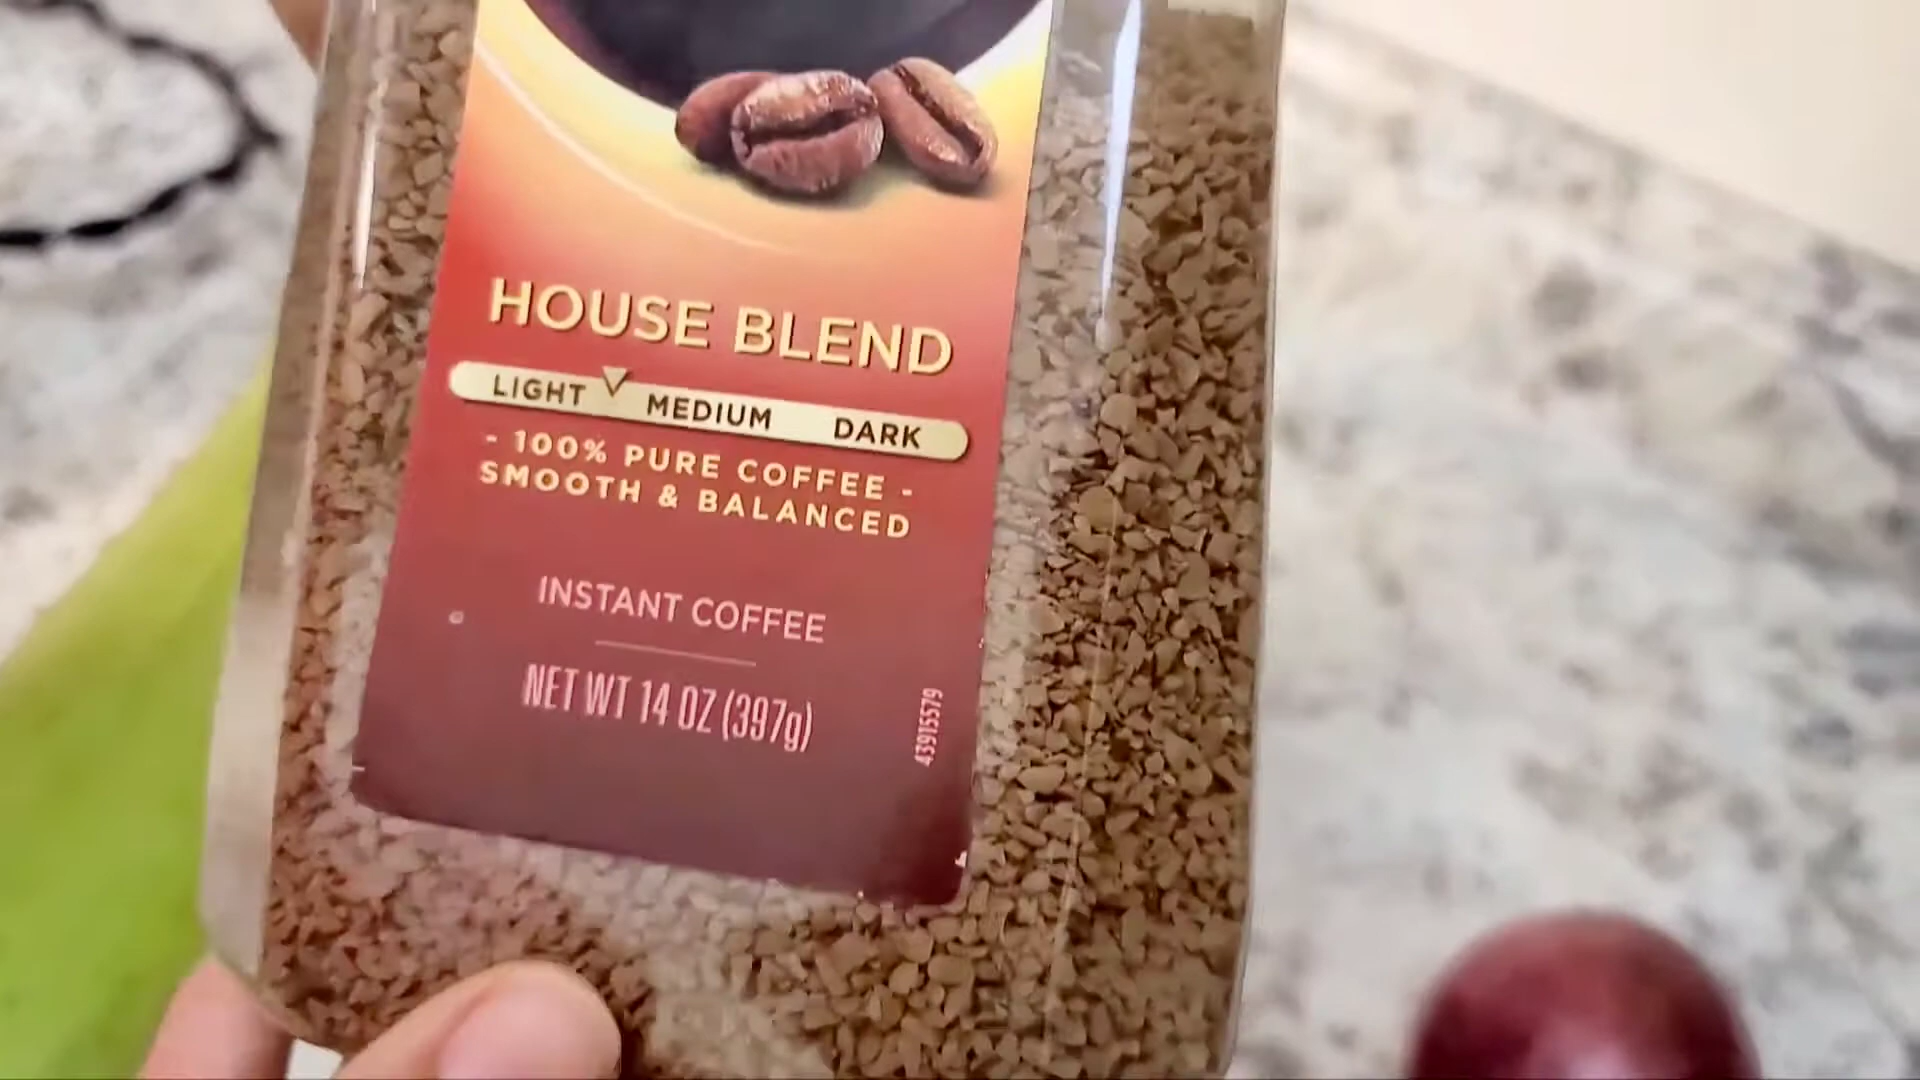 HOUSE BLEND
LIGHT MEDIUM DARK
- 100% PURE COFFEE -
SMOOTH & BALANCED
INSTANT COFFEE
NET WT 14 OZ (397g)
43915579